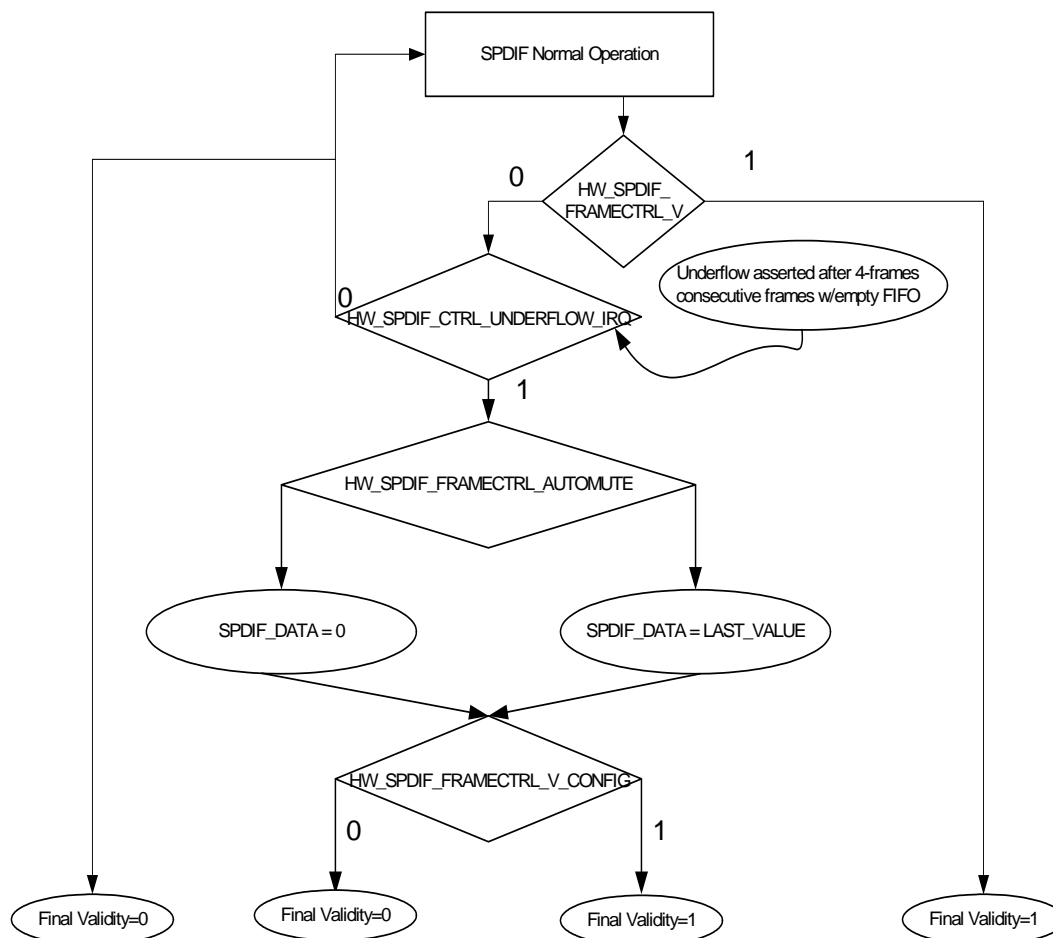 SPDIF Normal Operation
1
0
HW_SPDIF_
FRAMECTRL_V
Underflow asserted after 4-frames
consecutive frames w/empty FIFO
0
HW_SPDIF_CTRL_UNDERFLOW_IRQ
1
HW_SPDIF_FRAMECTRL_AUTOMUTE
SPDIF_DATA = 0
SPDIF_DATA = LAST_VALUE
HW_SPDIF_FRAMECTRL_V_CONFIG
0
1
Final Validity=0
Final Validity=0
Final Validity=1
Final Validity=1